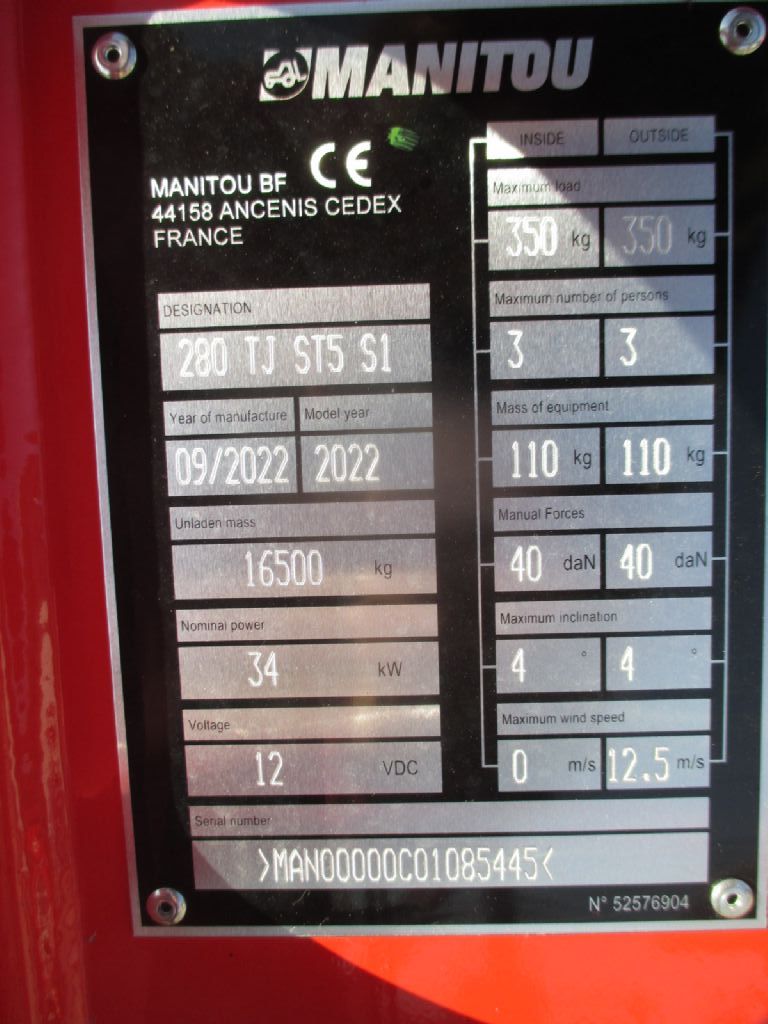 MANITOU
CE
MANITOU BF
44158 ANCENIS CEDEX
FRANCE
DESIGNATION
280 TJ ST5 S1
Year of manufacture Model year
09/2022 2022
Unladen mass
16500 kg
Nominal power
34 kW
Voltage
12 VDC
INSIDE OUTSIDE
Maximum load
350 kg 350 kg
Maximum number of persons
3 3
Mass of equipment
110 kg 110 kg
Manual Forces
40 daN 40 daN
Maximum inclination
4 ° 4 °
Maximum wind speed
0 m/s 12.5 m/s
Serial number
>MAN00000C01085445<
N° 52576904